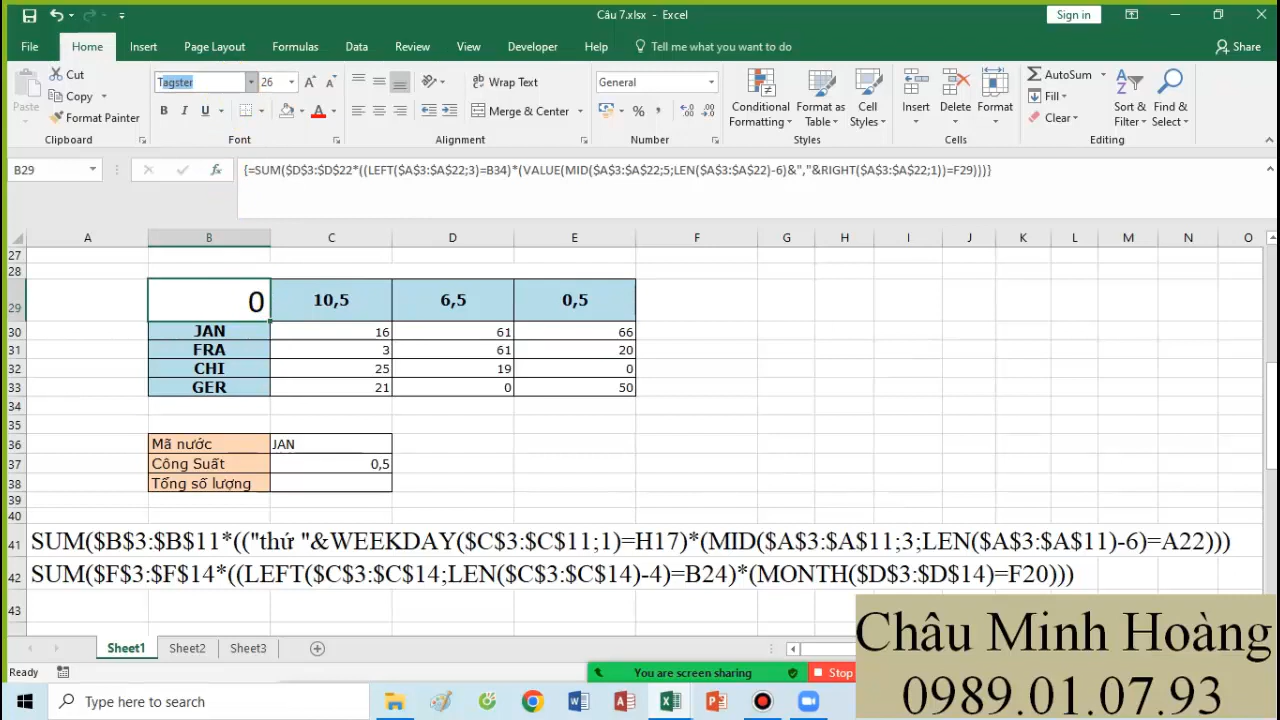 Câu 7.xlsx - Excel
Sign in
File Home Insert Page Layout Formulas Data Review View Developer Help Tell me what you want to do Share
Paste
Cut
Copy
Format Painter
Clipboard
Tagster 26
B I U
Font
Wrap Text
Merge & Center
Alignment
General
Number
Conditional Formatting
Format as Table
Cell Styles
Styles
Insert Delete Format
Cells
AutoSum
Fill
Clear
Sort & Filter
Find & Select
Editing
B29 fx {=SUM($D$3:$D$22*((LEFT($A$3:$A$22;3)=B34)*(VALUE(MID($A$3:$A$22;5;LEN($A$3:$A$22)-6)&","&RIGHT($A$3:$A$22;1))=F29)))}
A B C D E F G H I J K L M N O
27
28
29 0 10,5 6,5 0,5
30 JAN 16 61 66
31 FRA 3 61 20
32 CHI 25 19 0
33 GER 21 0 50
34
35
36 Mã nước JAN
37 Công Suất 0,5
38 Tổng số lượng
39
40
41 SUM($B$3:$B$11*(("thứ "&WEEKDAY($C$3:$C$11;1)=H17)*(MID($A$3:$A$11;3;LEN($A$3:$A$11)-6)=A22)))
42 SUM($F$3:$F$14*((LEFT($C$3:$C$14;LEN($C$3:$C$14)-4)=B24)*(MONTH($D$3:$D$14)=F20)))
43
Châu Minh Hoàng
0989.01.07.93
Sheet1 Sheet2 Sheet3
Ready
You are screen sharing Stop
Type here to search